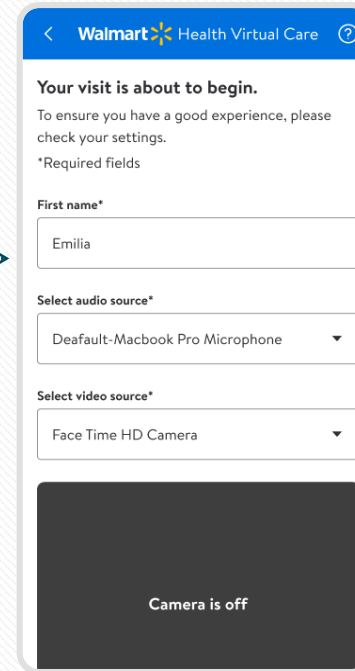 Walmart Health Virtual Care
Your visit is about to begin.
To ensure you have a good experience, please
check your settings.
*Required fields
First name*
Emilia
Select audio source*
Deafault-Macbook Pro Microphone
Select video source*
Face Time HD Camera
Camera is off